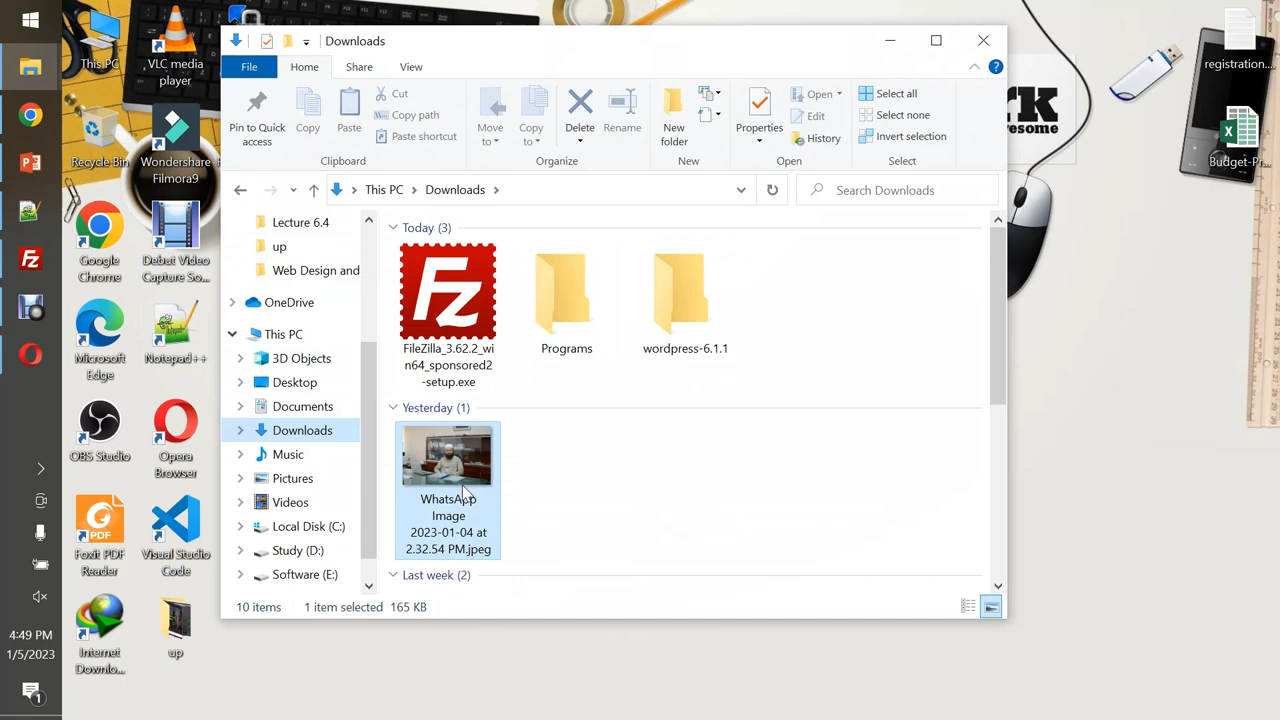 This PC
VLC media
player
Recycle Bin
Wondershare
Filmora9
Google
Chrome
Debut Video
Capture So...
Microsoft
Edge
Notepad++
OBS Studio
Opera
Browser
Foxit PDF
Reader
Visual Studio
Code
Internet
Downlo...
up
4:49 PM
1/5/2023
1
Downloads
File
Home
Share
View
Pin to Quick
access
Copy
Paste
Cut
Copy path
Paste shortcut
Clipboard
Move
to
Copy
to
Delete
Rename
Organize
New
folder
New
Properties
Open
Edit
History
Open
Select all
Select none
Invert selection
Select
This PC
Downloads
Search Downloads
Lecture 6.4
up
Web Design and
OneDrive
This PC
3D Objects
Desktop
Documents
Downloads
Music
Pictures
Videos
Local Disk (C:)
Study (D:)
Software (E:)
Today (3)
Fz
FileZilla_3.62.2_win
win64_sponsored2
-setup.exe
Programs
wordpress-6.1.1
Yesterday (1)
WhatsApp
Image
2023-01-04 at
2.32.54 PM.jpeg
Last week (2)
10 items
1 item selected
165 KB
registration....
Budget-Pr...